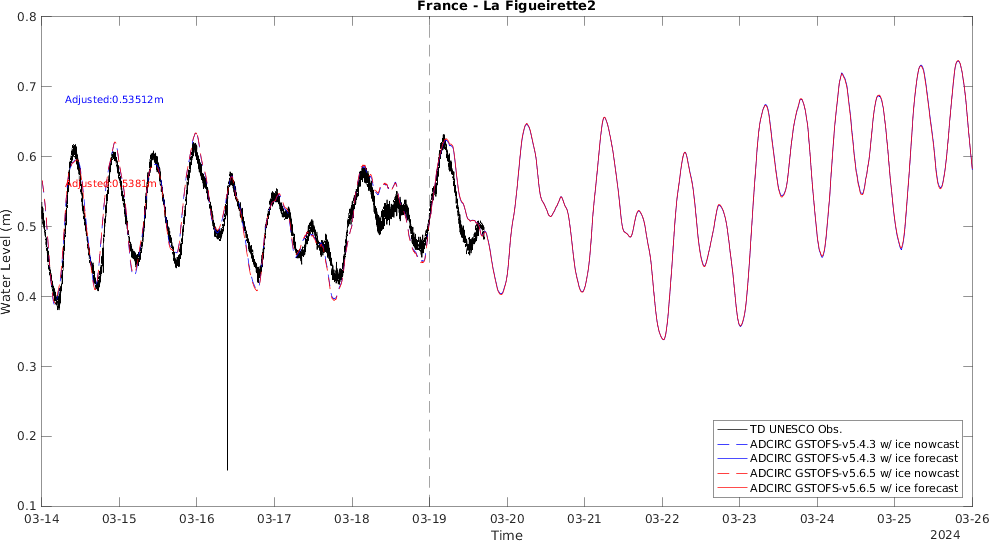 France - La Figueirette2
0.8
0.7
0.6
0.5
0.4
0.3
0.2
0.1
Water Level (m)
Adjusted:0.53512m
Adjusted:0.5381m
TD UNESCO Obs.
ADCIRC GSTOFS-v5.4.3 w/ ice nowcast
ADCIRC GSTOFS-v5.4.3 w/ ice forecast
ADCIRC GSTOFS-v5.6.5 w/ ice nowcast
ADCIRC GSTOFS-v5.6.5 w/ ice forecast
03-14 03-15 03-16 03-17 03-18 03-19 03-20 03-21 03-22 03-23 03-24 03-25 03-26
Time
2024